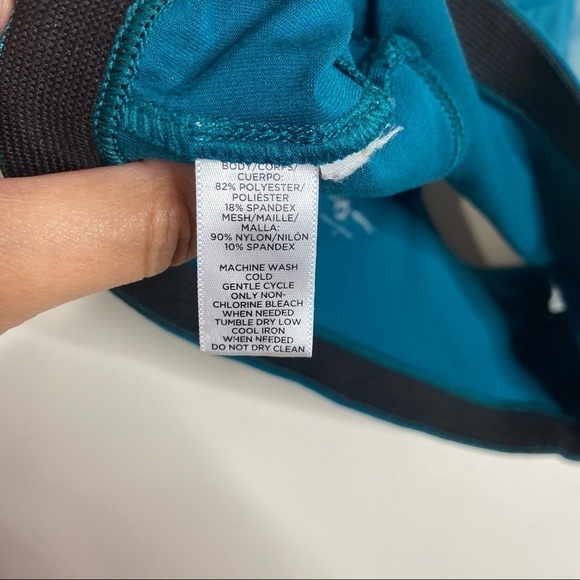 BODY/CORPS/
CUERPO:
82% POLYESTER/
POLIÉSTER
18% SPANDEX
MESH/MAILLE/
MALLA:
90% NYLON/NILÓN
10% SPANDEX
MACHINE WASH
COLD
GENTLE CYCLE
ONLY NON-
CHLORINE BLEACH
WHEN NEEDED
TUMBLE DRY LOW
COOL IRON
WHEN NEEDED
DO NOT DRY CLEAN